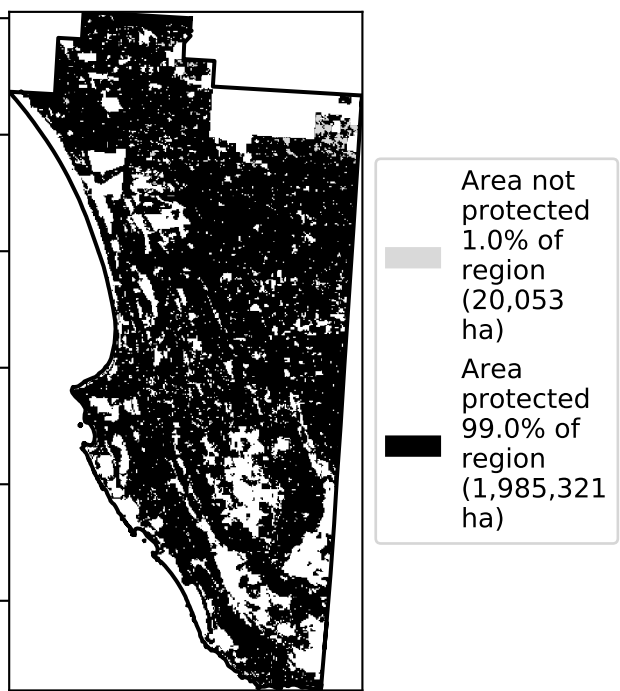 Area not
protected
1.0% of
region
(20,053
ha)
Area
protected
99.0% of
region
(1,985,321
ha)